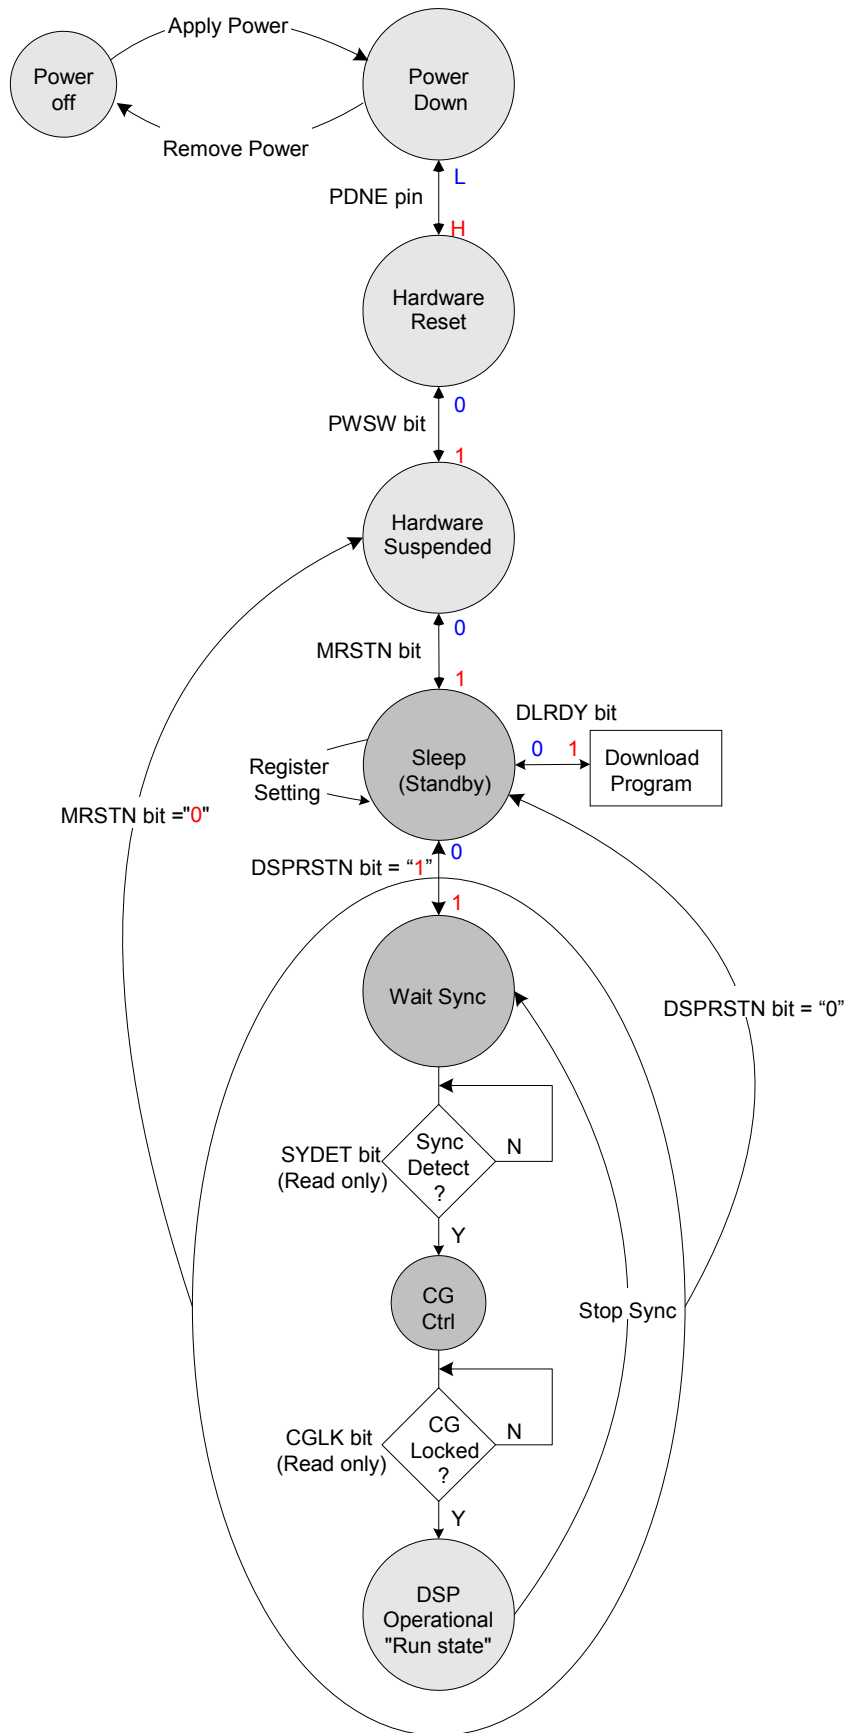 Apply Power
Power
off
Power
Down
Remove Power
L
PDNE pin
H
Hardware
Reset
0
PWSW bit
1
Hardware
Suspended
0
MRSTN bit
1
DLRDY bit
Sleep
(Standby)
0 1
Download
Program
Register
Setting
MRSTN bit ="0"
0
DSPRSTN bit = “1”
1
Wait Sync
DSPRSTN bit = “0”
SYDET bit
(Read only)
Sync
Detect
?
N
Y
CG
Ctrl
Stop Sync
CGLK bit
(Read only)
CG
Locked
?
N
Y
DSP
Operational
"Run state"